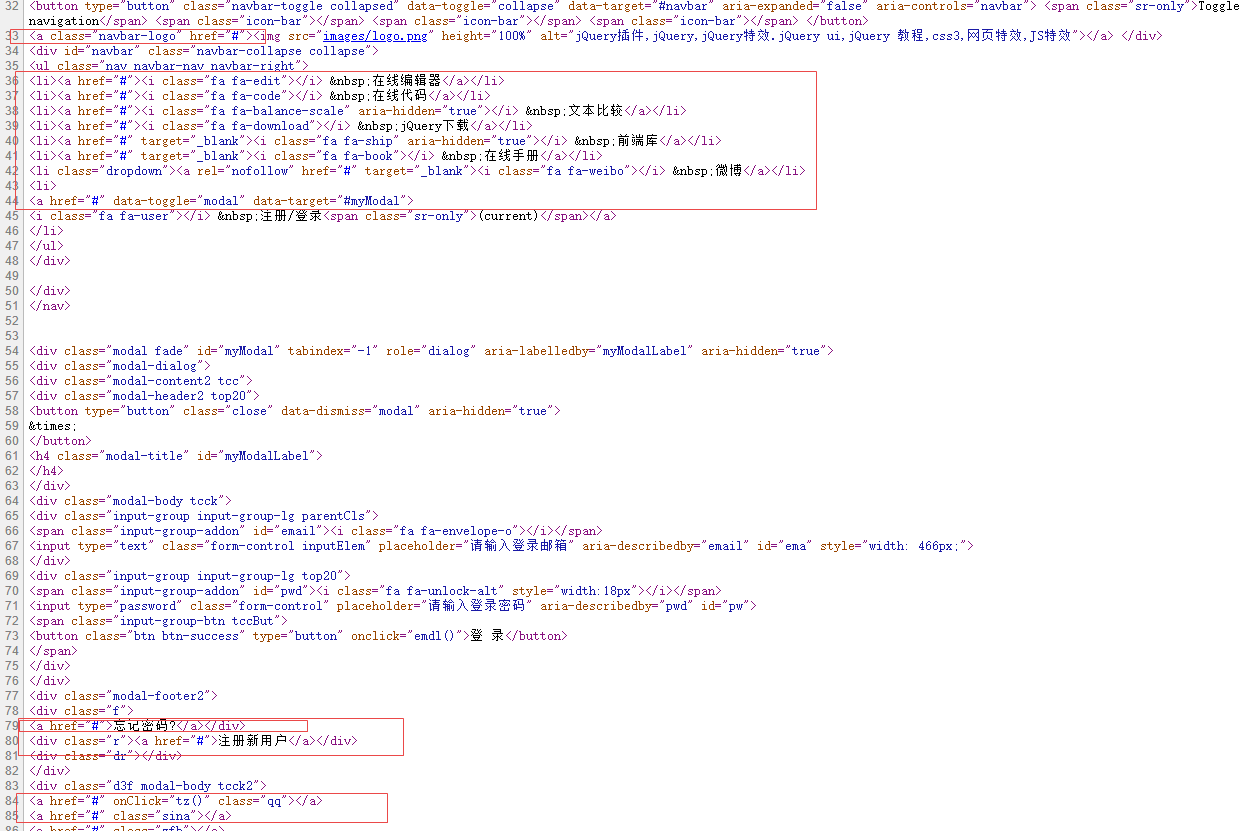 32 <button type="button" class="navbar-toggle collapsed" data-toggle="collapse" data-target="#navbar" aria-expanded="false" aria-controls="navbar"> <span class="sr-only">Toggle
navigation</span> <span class="icon-bar"></span> <span class="icon-bar"></span> <span class="icon-bar"></span> </button>
33 <a class="navbar-logo" href="#"><img src="images/logo.png" height="100%" alt="jQuery插件,jQuery,jQuery特效.jQuery ui,jQuery 教程,css3,网页特效,JS特效"></a> </div>
34 <div id="navbar" class="navbar-collapse collapse">
35 <ul class="nav navbar-nav navbar-right">
36 <li><a href="#"><i class="fa fa-edit"></i> &nbsp;在线编辑器</a></li>
37 <li><a href="#"><i class="fa fa-code"></i> &nbsp;在线代码</a></li>
38 <li><a href="#"><i class="fa fa-balance-scale" aria-hidden="true"></i> &nbsp;文本比较</a></li>
39 <li><a href="#"><i class="fa fa-download"></i> &nbsp;jQuery下载</a></li>
40 <li><a href="#" target="_blank"><i class="fa fa-ship" aria-hidden="true"></i> &nbsp;前端库</a></li>
41 <li><a href="#" target="_blank"><i class="fa fa-book"></i> &nbsp;在线手册</a></li>
42 <li class="dropdown"><a rel="nofollow" href="#" target="_blank"><i class="fa fa-weibo"></i> &nbsp;微博</a></li>
43 <li>
44 <a href="#" data-toggle="modal" data-target="#myModal">
45 <i class="fa fa-user"></i> &nbsp;注册/登录<span class="sr-only">(current)</span></a>
46 </li>
47 </ul>
48 </div>
49
50 </div>
51 </nav>
52
53
54 <div class="modal fade" id="myModal" tabindex="-1" role="dialog" aria-labelledby="myModalLabel" aria-hidden="true">
55 <div class="modal-dialog">
56 <div class="modal-content2 tcc">
57 <div class="modal-header2 top20">
58 <button type="button" class="close" data-dismiss="modal" aria-hidden="true">
59 &times;
60 </button>
61 <h4 class="modal-title" id="myModalLabel">
62 </h4>
63 </div>
64 <div class="modal-body tcck">
65 <div class="input-group input-group-lg parentCls">
66 <span class="input-group-addon" id="email"><i class="fa fa-envelope-o"></i></span>
67 <input type="text" class="form-control inputElem" placeholder="请输入登录邮箱" aria-describedby="email" id="ema" style="width: 466px;">
68 </div>
69 <div class="input-group input-group-lg top20">
70 <span class="input-group-addon" id="pwd"><i class="fa fa-unlock-alt" style="width:18px"></i></span>
71 <input type="password" class="form-control" placeholder="请输入登录密码" aria-describedby="pwd" id="pw">
72 <span class="input-group-btn tccBut">
73 <button class="btn btn-success" type="button" onclick="emdl()">登 录</button>
74 </span>
75 </div>
76 </div>
77 <div class="modal-footer2">
78 <div class="f">
79 <a href="#">忘记密码?</a></div>
80 <div class="r"><a href="#">注册新用户</a></div>
81 <div class="dr"></div>
82 </div>
83 <div class="d3f modal-body tcck2">
84 <a href="#" onClick="tz()" class="qq"></a>
85 <a href="#" class="sina"></a>